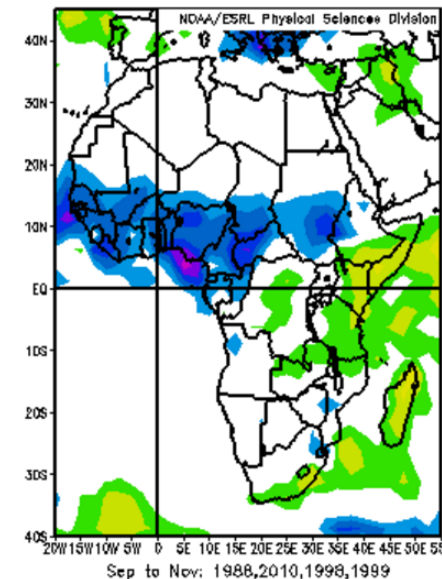 NOAA/ESRL Physical Sciences Division
40N
30N
20N
10N
EQ
10S
20S
30S
40S
20W 15W 10W 5W 0 5E 10E 15E 20E 25E 30E 35E 40E 45E 50E 55E
Sep to Nov: 1988,2010,1998,1999